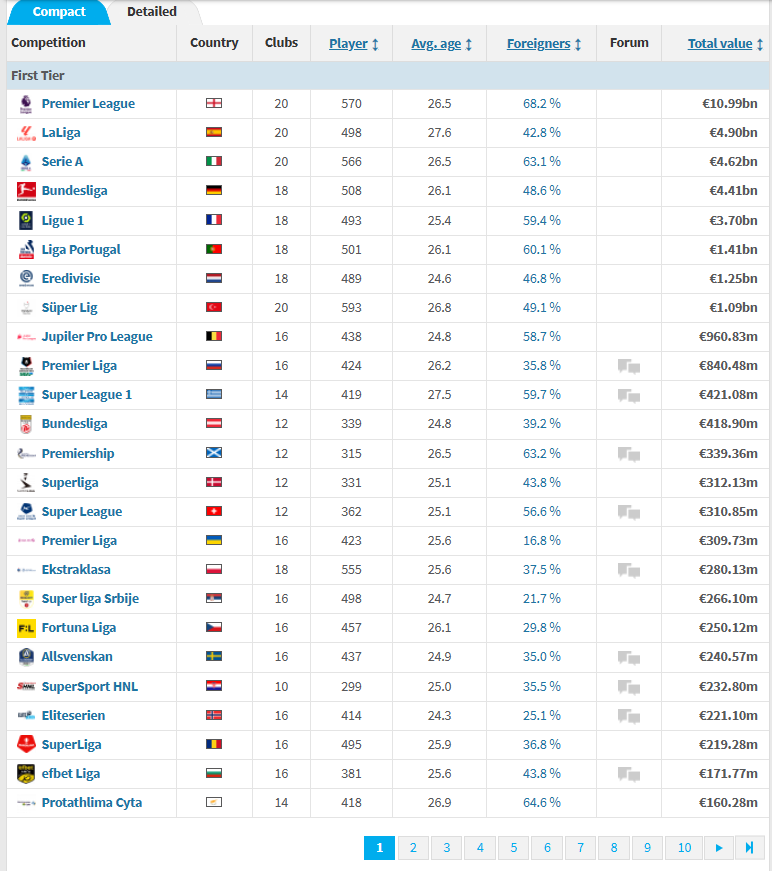 Compact Detailed
Competition Country Clubs Player Avg. age Foreigners Forum Total value
First Tier
Premier League 20 570 26.5 68.2 % €10.99bn
LaLiga 20 498 27.6 42.8 % €4.90bn
Serie A 20 566 26.5 63.1 % €4.62bn
Bundesliga 18 508 26.1 48.6 % €4.41bn
Ligue 1 18 493 25.4 59.4 % €3.70bn
Liga Portugal 18 501 26.1 60.1 % €1.41bn
Eredivisie 18 489 24.6 46.8 % €1.25bn
Süper Lig 20 593 26.8 49.1 % €1.09bn
Jupiler Pro League 16 438 24.8 58.7 % €960.83m
Premier Liga 16 424 26.2 35.8 % €840.48m
Super League 1 14 419 27.5 59.7 % €421.08m
Bundesliga 12 339 24.8 39.2 % €418.90m
Premiership 12 315 26.5 63.2 % €339.36m
Superliga 12 331 25.1 43.8 % €312.13m
Super League 12 362 25.1 56.6 % €310.85m
Premier Liga 16 423 25.6 16.8 % €309.73m
Ekstraklasa 18 555 25.6 37.5 % €280.13m
Super liga Srbije 16 498 24.7 21.7 % €266.10m
F:L Fortuna Liga 16 457 26.1 29.8 % €250.12m
Allsvenskan 16 437 24.9 35.0 % €240.57m
SuperSport HNL 10 299 25.0 35.5 % €232.80m
Eliteserien 16 414 24.3 25.1 % €221.10m
SuperLiga 16 495 25.9 36.8 % €219.28m
efbet Liga 16 381 25.6 43.8 % €171.77m
Protathlima Cyta 14 418 26.9 64.6 % €160.28m
1 2 3 4 5 6 7 8 9 10